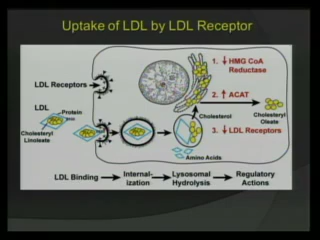 Uptake of LDL by LDL Receptor
1. ↓ HMG CoA
Reductase
LDL Receptors
2. ↑ ACAT
LDL
Protein
Cholesterol
Cholesteryl
Oleate
3. ↓ LDL Receptors
Cholesteryl
Linoleate
Amino Acids
LDL Binding → Internal-
ization → Lysosomal
Hydrolysis → Regulatory
Actions